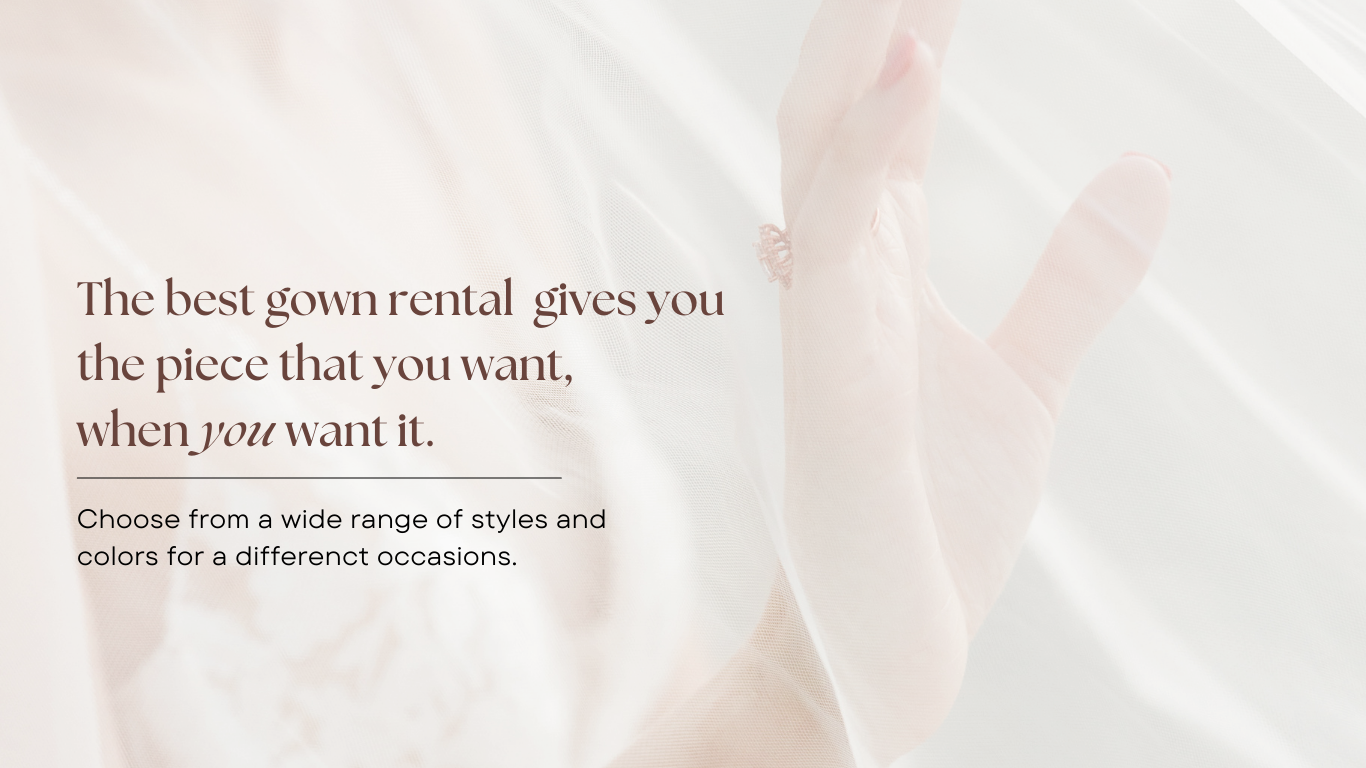 The best gown rental  gives you
the piece that you want,
when you want it.
Choose from a wide range of styles and
colors for a differenct occasions.